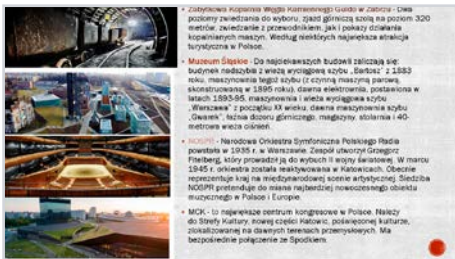 • Zabytkowa Kopalnia Węgla Kamiennego Guido w Zabrzu - Dwa
poziomy zwiedzania do wyboru, zjazd górniczą szolą na poziom 320
metrów, zwiedzanie z przewodnikiem, jak i pokazy działania
kopalnianych maszyn. Według niektórych największa atrakcja
turystyczna w Polsce.
• Muzeum Śląskie - Do najciekawszych budowli zaliczają się:
budynek nadszybia z wieżą wyciągową szybu „Bartosz" z 1883
roku, maszynownia tegoż szybu (z czynną maszyną parową,
skonstruowaną w 1895 roku), dawna elektrownia, postawiona w
latach 1893-95, maszynownia i wieża wyciągowa szybu
„Warszawa" z początku XX wieku, dawna maszynownia szybu
„Gwarek", łaźnia dozoru górniczego, magazyny, stolarnia i 40-
metrowa wieża ciśnień.
• NOSPR - Narodowa Orkiestra Symfoniczna Polskiego Radia
powstała w 1935 r. w Warszawie. Zespół utworzył Grzegorz
Fitelberg, który prowadził ją do wybuch II wojny światowej. W marcu
1945 r. orkiestra została reaktywowana w Katowicach. Obecnie
reprezentuje kraj na międzynarodowej scenie artystycznej. Siedziba
NOSPR pretenduje do miana najbardziej nowoczesnego obiektu
muzycznego w Polsce i Europie.
• MCK - to największe centrum kongresowe w Polsce. Należy
do Strefy Kultury, nowej części Katowic, poświęconej kulturze,
zlokalizowanej na dawnych terenach przemysłowych. Ma
bezpośrednie połączenie ze Spodkiem.